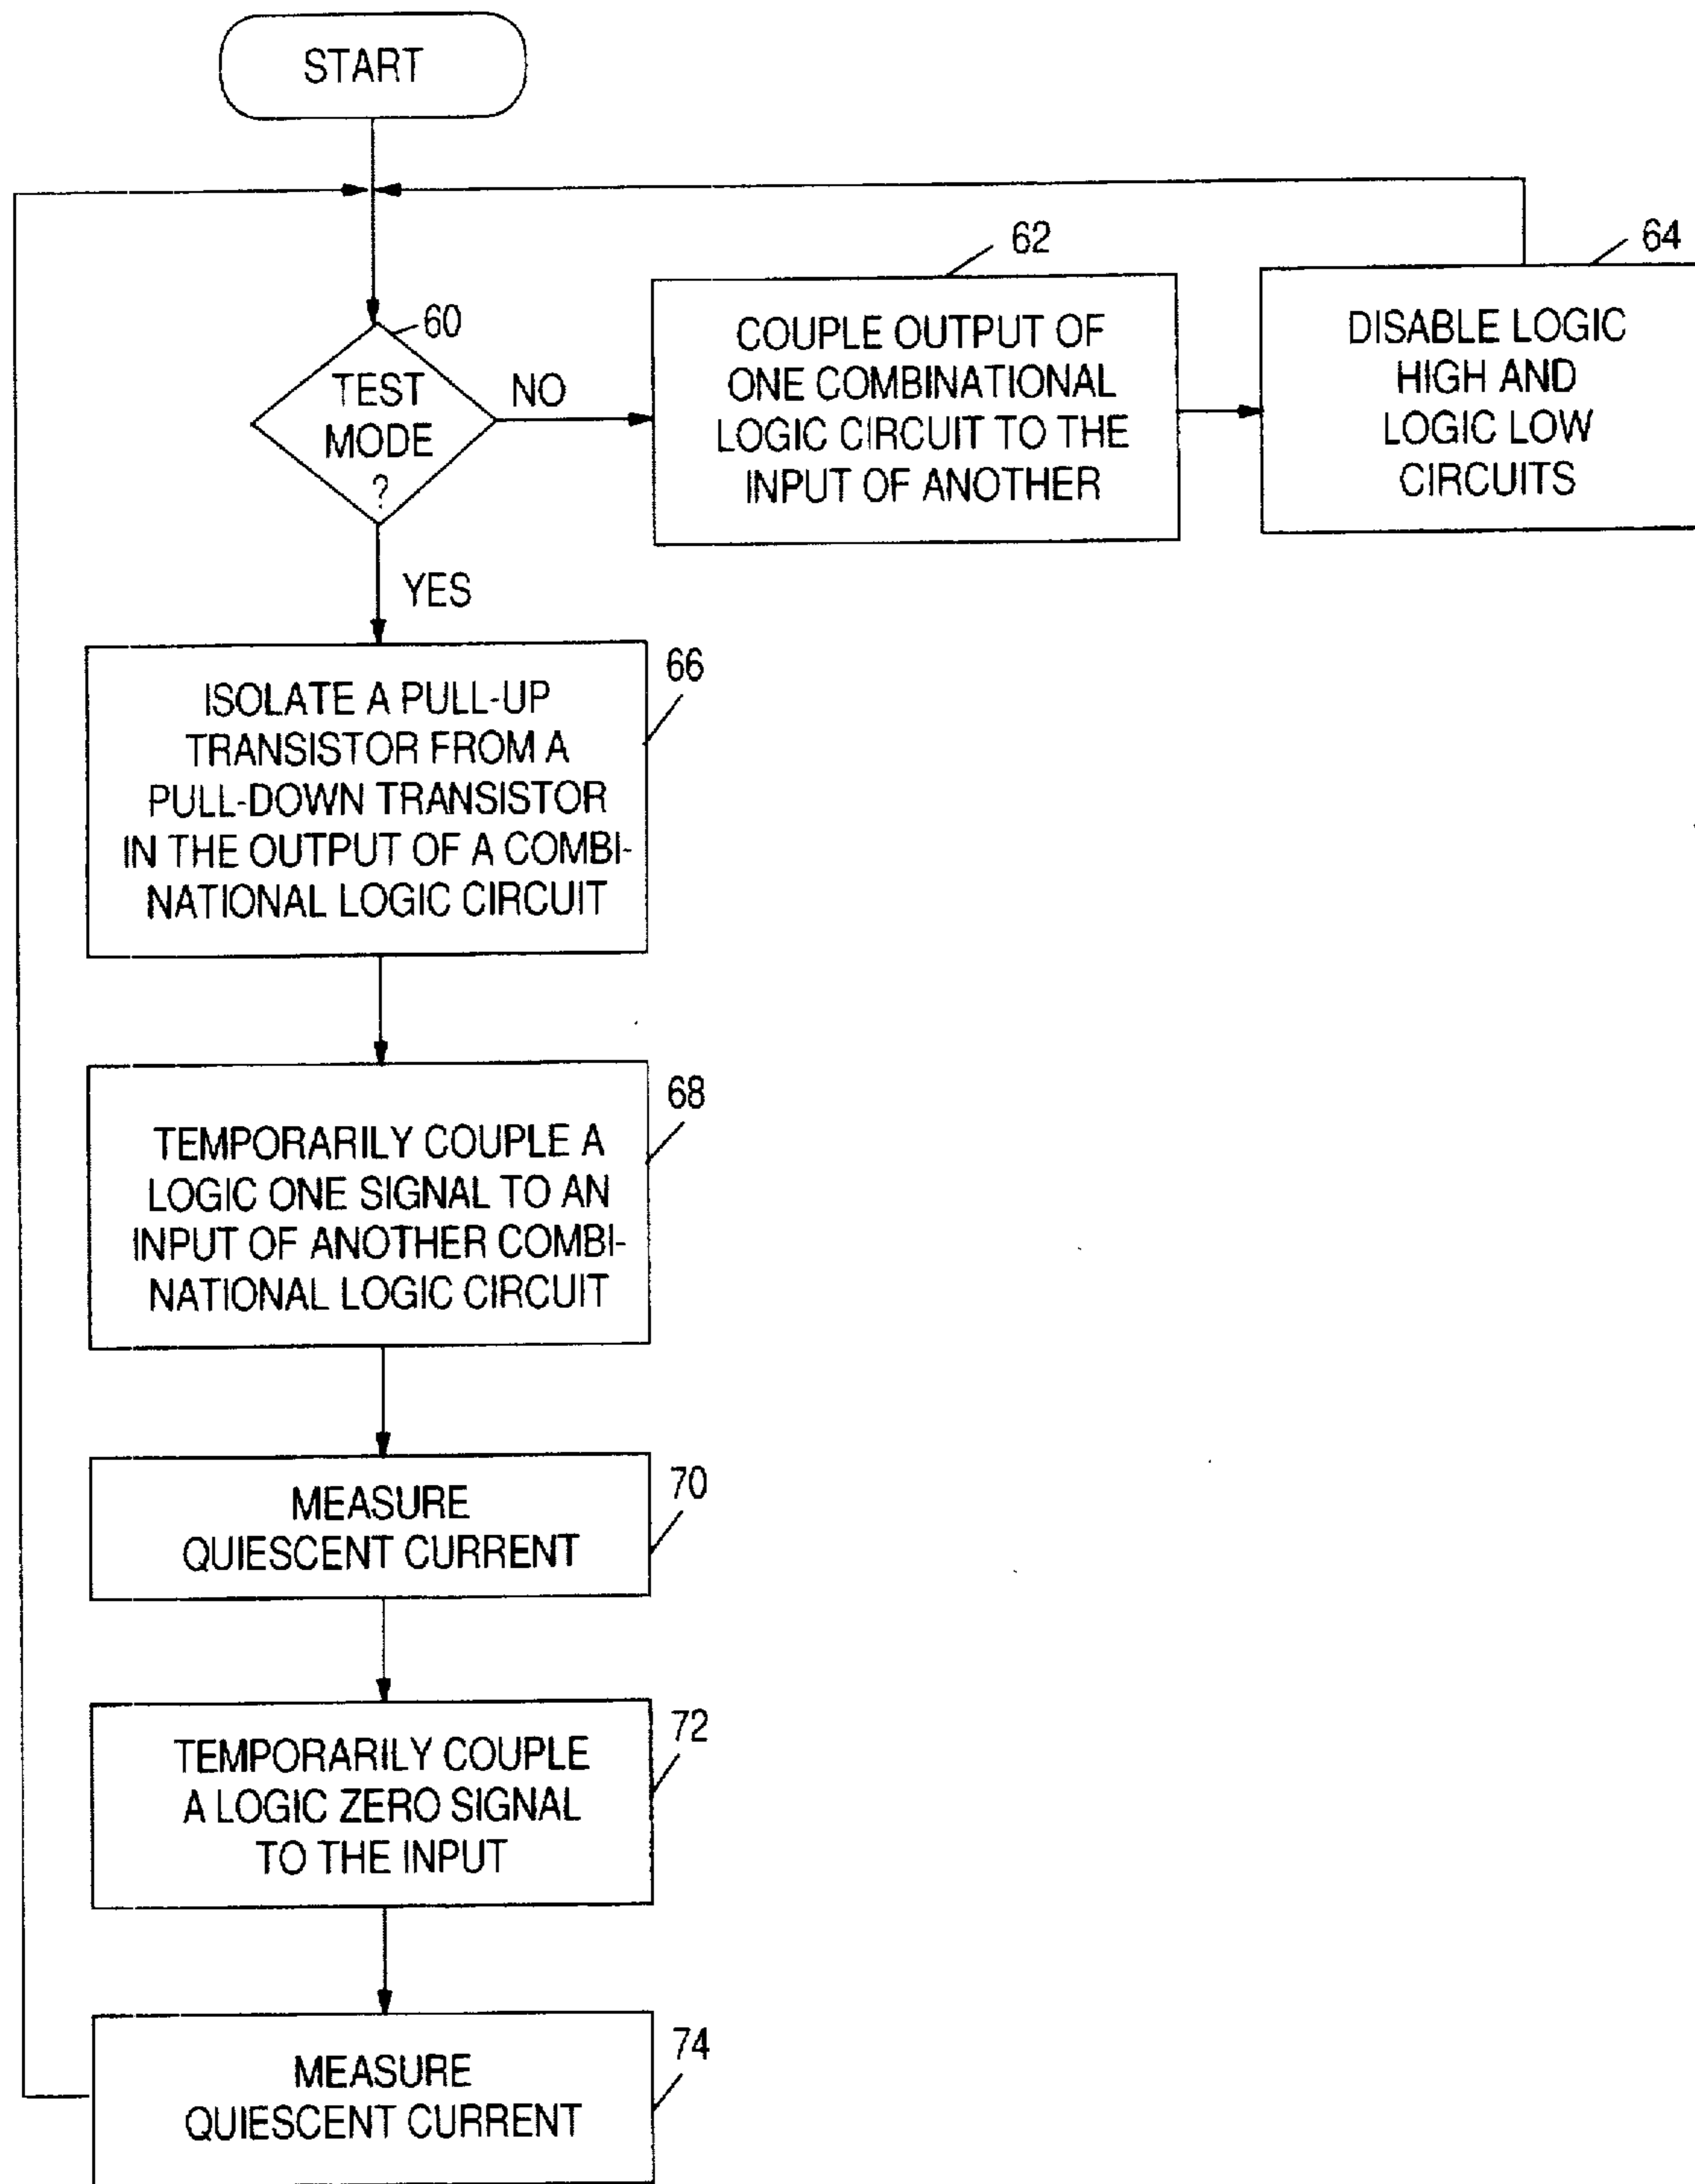 START
60
TEST
MODE
?
NO
YES
62
COUPLE OUTPUT OF
ONE COMBINATIONAL
LOGIC CIRCUIT TO THE
INPUT OF ANOTHER
64
DISABLE LOGIC
HIGH AND
LOGIC LOW
CIRCUITS
66
ISOLATE A PULL-UP
TRANSISTOR FROM A
PULL-DOWN TRANSISTOR
IN THE OUTPUT OF A COMBI-
NATIONAL LOGIC CIRCUIT
68
TEMPORARILY COUPLE A
LOGIC ONE SIGNAL TO AN
INPUT OF ANOTHER COMBI-
NATIONAL LOGIC CIRCUIT
70
MEASURE
QUIESCENT CURRENT
72
TEMPORARILY COUPLE
A LOGIC ZERO SIGNAL
TO THE INPUT
74
MEASURE
QUIESCENT CURRENT